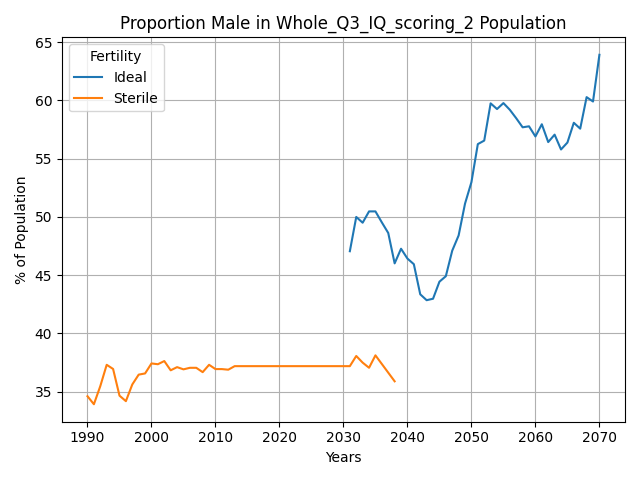 Proportion Male in Whole_Q3_IQ_scoring_2 Population
Fertility
Ideal
Sterile
% of Population
65
60
55
50
45
40
35
1990 2000 2010 2020 2030 2040 2050 2060 2070
Years